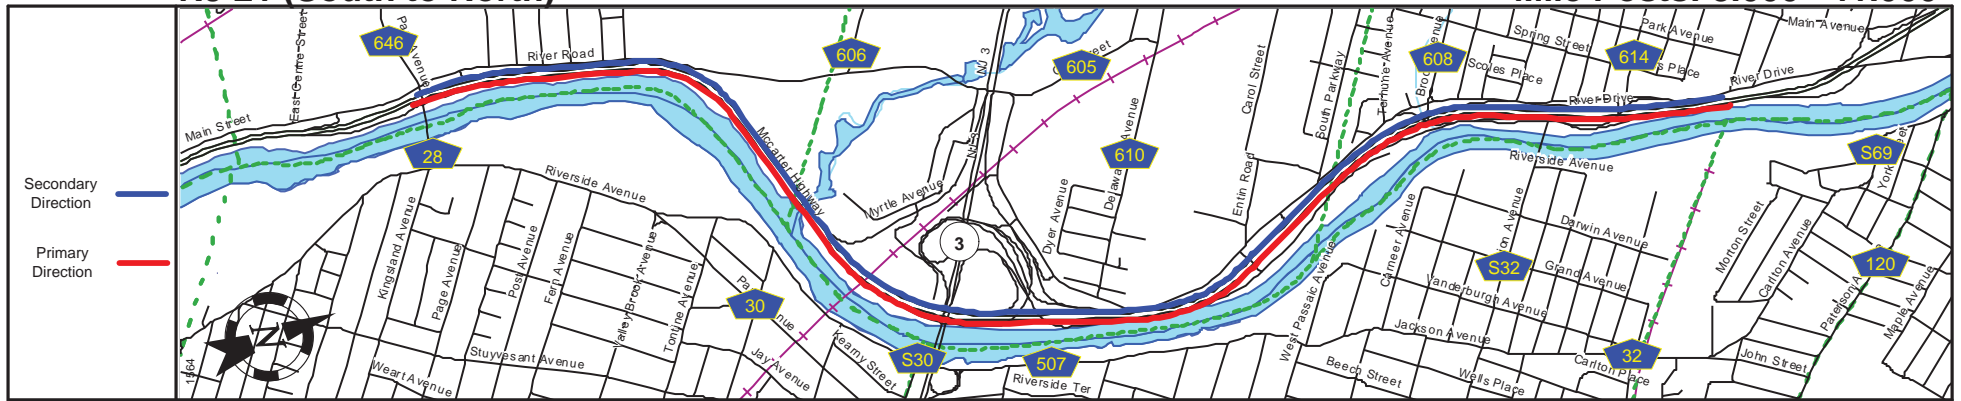 Secondary
Direction
Primary
Direction
646
606
605
608
614
28
610
S69
S32
120
30
S30
507
32
3
1564
NJ 3
River Road
East Centre Street
Main Street
Mccarter Highway
Myrtle Avenue
Riverside Avenue
Kingsland Avenue
Page Avenue
Post Avenue
Fern Avenue
Valley Brook Avenue
Tontine Avenue
Stuyvesant Avenue
Weart Avenue
Jay Avenue
Kearny Street
Riverside Ter
Dyer Avenue
Entin Road
Carol Street
South Parkway
Spring Street
Park Avenue
Main Avenue
Scoles Place
River Drive
River Drive
Riverside Avenue
Darwin Avenue
Grand Avenue
Vanderburgh Avenue
Jackson Avenue
West Passaic Avenue
Beech Street
Wells Place
Carlton Place
Morton Street
Carlton Avenue
Maple Avenue
John Street